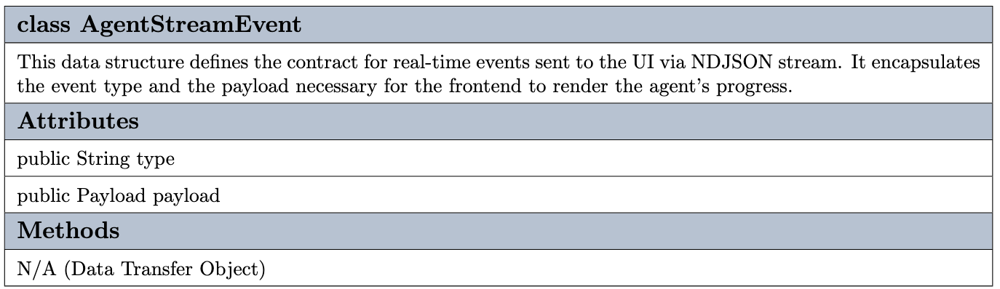 class AgentStreamEvent
This data structure defines the contract for real-time events sent to the UI via NDJSON stream. It encapsulates
the event type and the payload necessary for the frontend to render the agent’s progress.
Attributes
public String type
public Payload payload
Methods
N/A (Data Transfer Object)